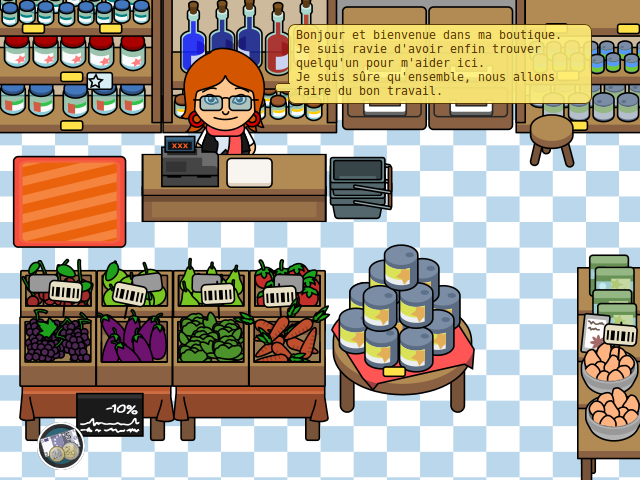 Bonjour et bienvenue dans ma boutique.
Je suis ravie d'avoir enfin trouver
quelqu'un pour m'aider ici.
Je suis sûre qu'ensemble, nous allons
faire du bon travail.
XXX
-10%